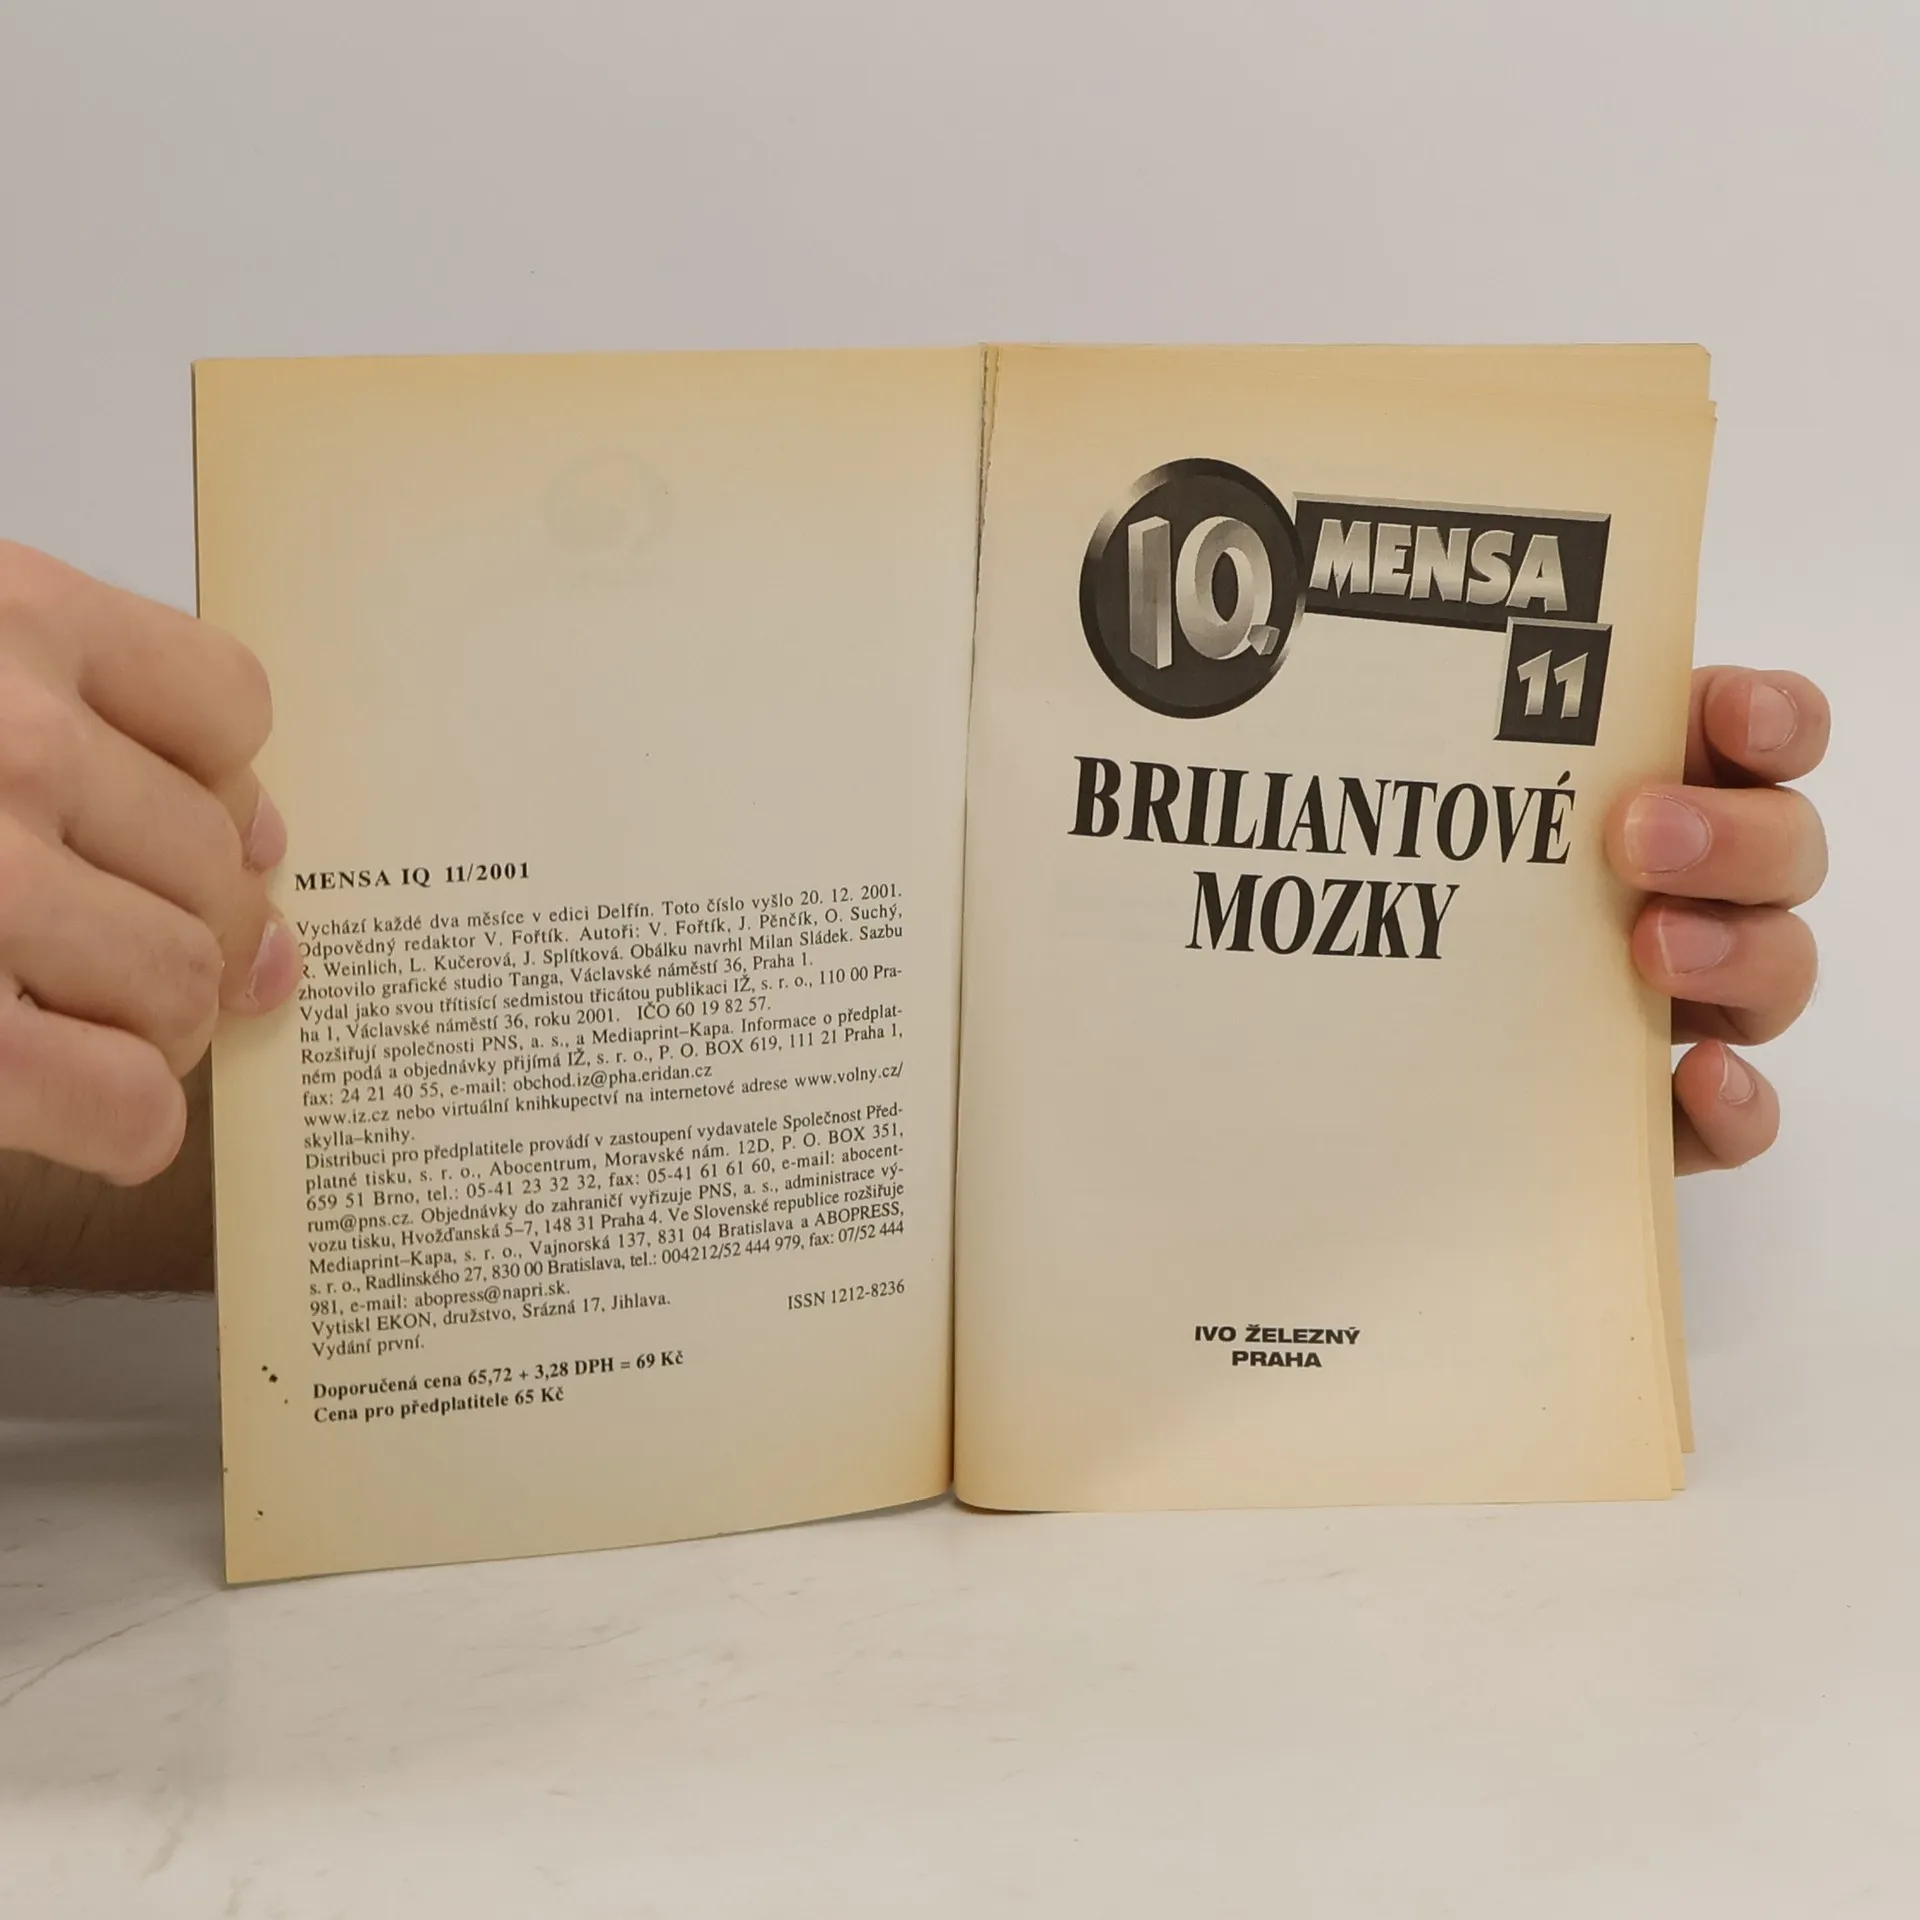 MENSA IQ 11/2001
Vychází každé dva měsíce v edici Delfín. Toto číslo vyšlo 20. 12. 2001.
Odpovědný redaktor V. Fořtík. Autoři: V. Fořtík, J. Pěnčík, O. Suchý,
R. Weinlich, L. Kučerová, J. Splítková. Obálku navrhl Milan Sládek. Sazbu
zhotovilo grafické studio Tanga, Václavské náměstí 36, Praha 1.
Vydal jako svou třítisící sedmistou třicátou publikaci IŽ, s. r. o., 110 00 Pra-
ha 1, Václavské náměstí 36, roku 2001. IČO 60 19 82 57.
Rozšiřují společnosti PNS, a. s., a Mediaprint–Kapa. Informace o předplat-
ném podá a objednávky přijímá IŽ, s. r. o., P. O. BOX 619, 111 21 Praha 1,
fax: 24 21 40 55, e-mail: obchod.iz@pha.eridan.cz
www.iz.cz nebo virtuální knihkupectví na internetové adrese www.volny.cz/
skylla–knihy.
Distribuci pro předplatitele provádí v zastoupení vydavatele Společnost Před-
platné tisku, s. r. o., Abocentrum, Moravské nám. 12D, P. O. BOX 351,
659 51 Brno, tel.: 05-41 23 32 32, fax: 05-41 61 61 60, e-mail: abocent-
rum@pns.cz. Objednávky do zahraničí vyřizuje PNS, a. s., administrace vý-
vozu tisku, Hvožďanská 5–7, 148 31 Praha 4. Ve Slovenské republice rozšiřuje
Mediaprint–Kapa, s. r. o., Vajnorská 137, 831 04 Bratislava a ABOPRESS,
s. r. o., Radlinského 27, 830 00 Bratislava, tel.: 004212/52 444 979, fax: 07/52 444
981, e-mail: abopress@napri.sk.
Vytiskl EKON, družstvo, Srázná 17, Jihlava.
ISSN 1212-8236
Vydání první.
Doporučená cena 65,72 + 3,28 DPH = 69 Kč
Cena pro předplatitele 65 Kč
IQ MENSA
11
BRILIANTOVÉ
MOZKY
IVO ŽELEZNÝ
PRAHA